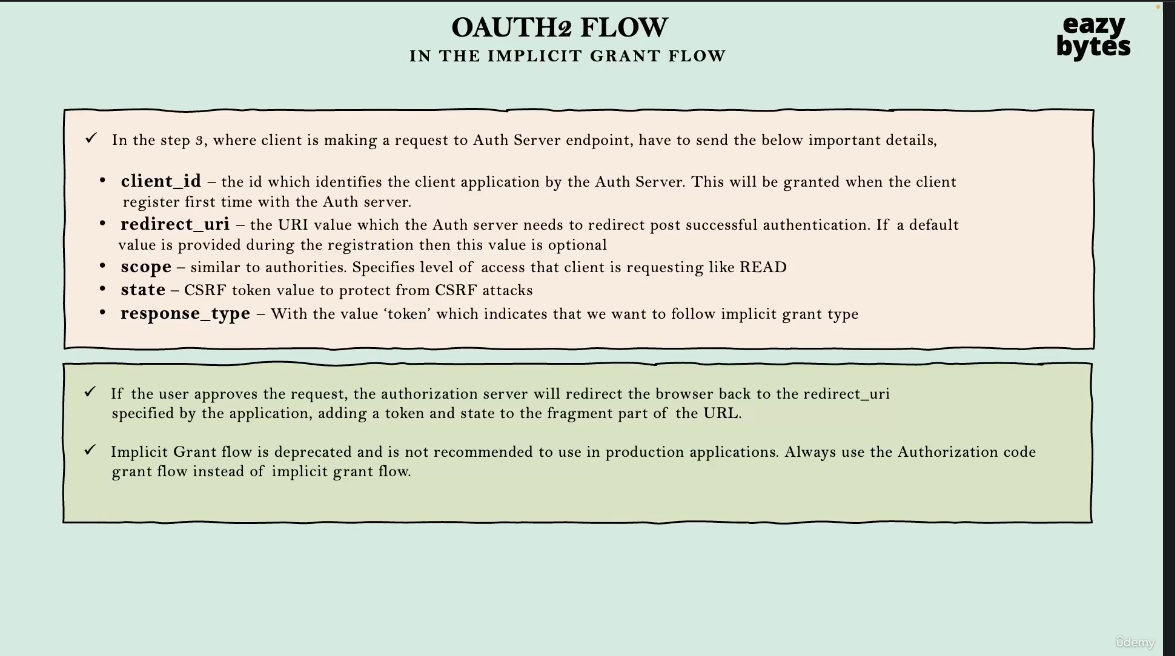 OAUTH2 FLOW
IN THE IMPLICIT GRANT FLOW
eazy
bytes
✓ In the step 3, where client is making a request to Auth Server endpoint, have to send the below important details,
• client_id – the id which identifies the client application by the Auth Server. This will be granted when the client
register first time with the Auth server.
• redirect_uri – the URI value which the Auth server needs to redirect post successful authentication. If a default
value is provided during the registration then this value is optional
• scope – similar to authorities. Specifies level of access that client is requesting like READ
• state – CSRF token value to protect from CSRF attacks
• response_type – With the value ‘token’ which indicates that we want to follow implicit grant type
✓ If the user approves the request, the authorization server will redirect the browser back to the redirect_uri
specified by the application, adding a token and state to the fragment part of the URL.
✓ Implicit Grant flow is deprecated and is not recommended to use in production applications. Always use the Authorization code
grant flow instead of implicit grant flow.
ûdemy